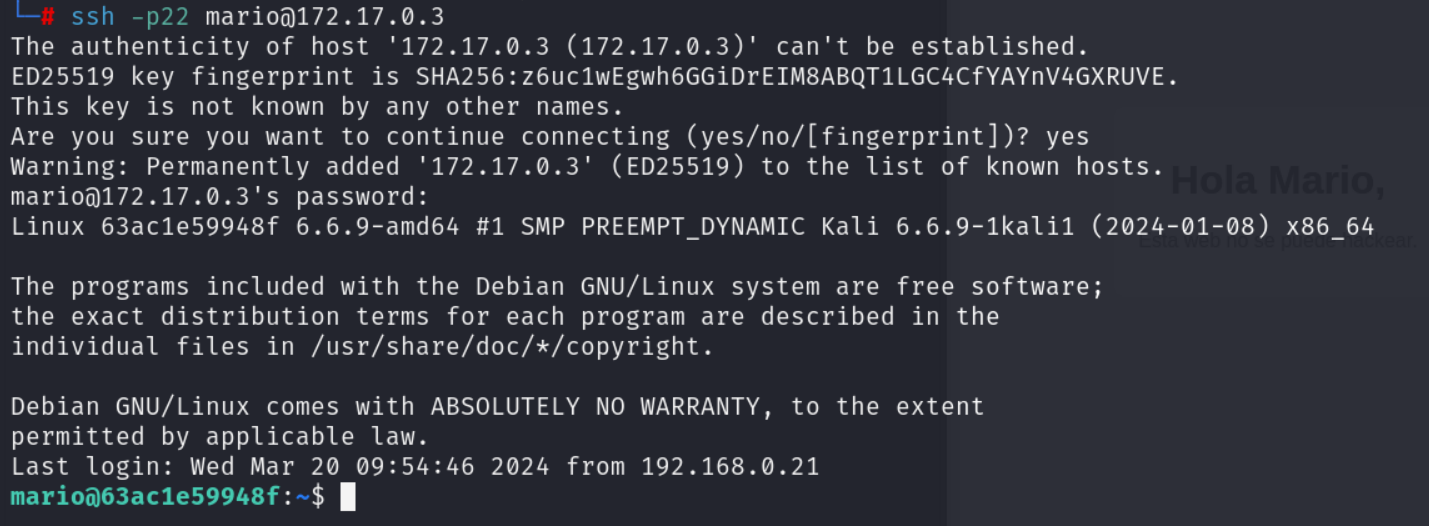 └─# ssh -p22 mario@172.17.0.3
The authenticity of host '172.17.0.3 (172.17.0.3)' can't be established.
ED25519 key fingerprint is SHA256:z6uc1wEgwh6GGiDrEIM8ABQT1LGC4CfYAYnV4GXRUVE.
This key is not known by any other names.
Are you sure you want to continue connecting (yes/no/[fingerprint])? yes
Warning: Permanently added '172.17.0.3' (ED25519) to the list of known hosts.
Hola Mario,
mario@172.17.0.3's password:
Linux 63ac1e59948f 6.6.9-amd64 #1 SMP PREEMPT_DYNAMIC Kali 6.6.9-1kali1 (2024-01-08) x86_64
Esta web no se puede hackear.
The programs included with the Debian GNU/Linux system are free software;
the exact distribution terms for each program are described in the
individual files in /usr/share/doc/*/copyright.
Debian GNU/Linux comes with ABSOLUTELY NO WARRANTY, to the extent
permitted by applicable law.
Last login: Wed Mar 20 09:54:46 2024 from 192.168.0.21
mario@63ac1e59948f:~$